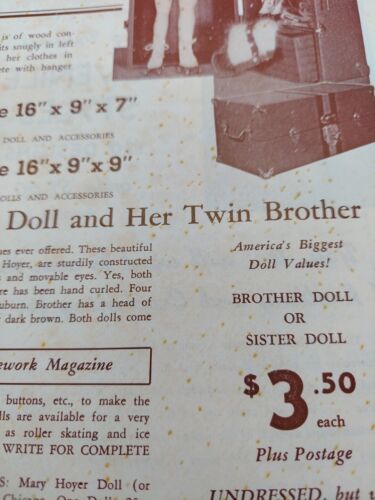 is of wood con-
its snugly in left
her clothes in
ete with hanger
e 16" x 9" x 7"
DOLL AND ACCESSORIES
e 16"x 9"x 9"
OLLS AND ACCESSORIES
Doll and Her Twin Brother
ues ever offered. These beautiful
Hoyer, are sturdily constructed
s and movable eyes. Yes, both
re has been hand curled. Four
uburn. Brother has a head of
dark brown. Both dolls come
ework Magazine
buttons, etc., to make the
lls are available for a very
as roller skating and ice
WRITE FOR COMPLETE
S: Mary Hoyer Doll (or
America's Biggest
Doll Values!
BROTHER DOLL
OR
SISTER DOLL
$3.50
each
Plus Postage
UNDRESSED, but